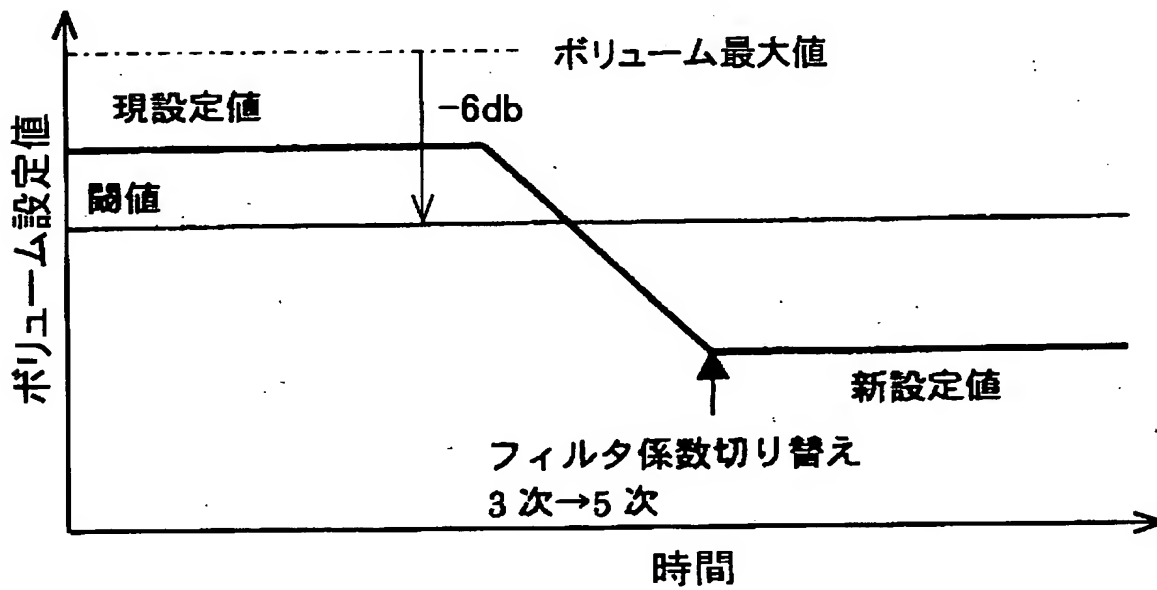 ボリューム最大値
現設定値
-6db
閾値
ボリューム設定値
新設定値
フィルタ係数切り替え
3次→5次
時間